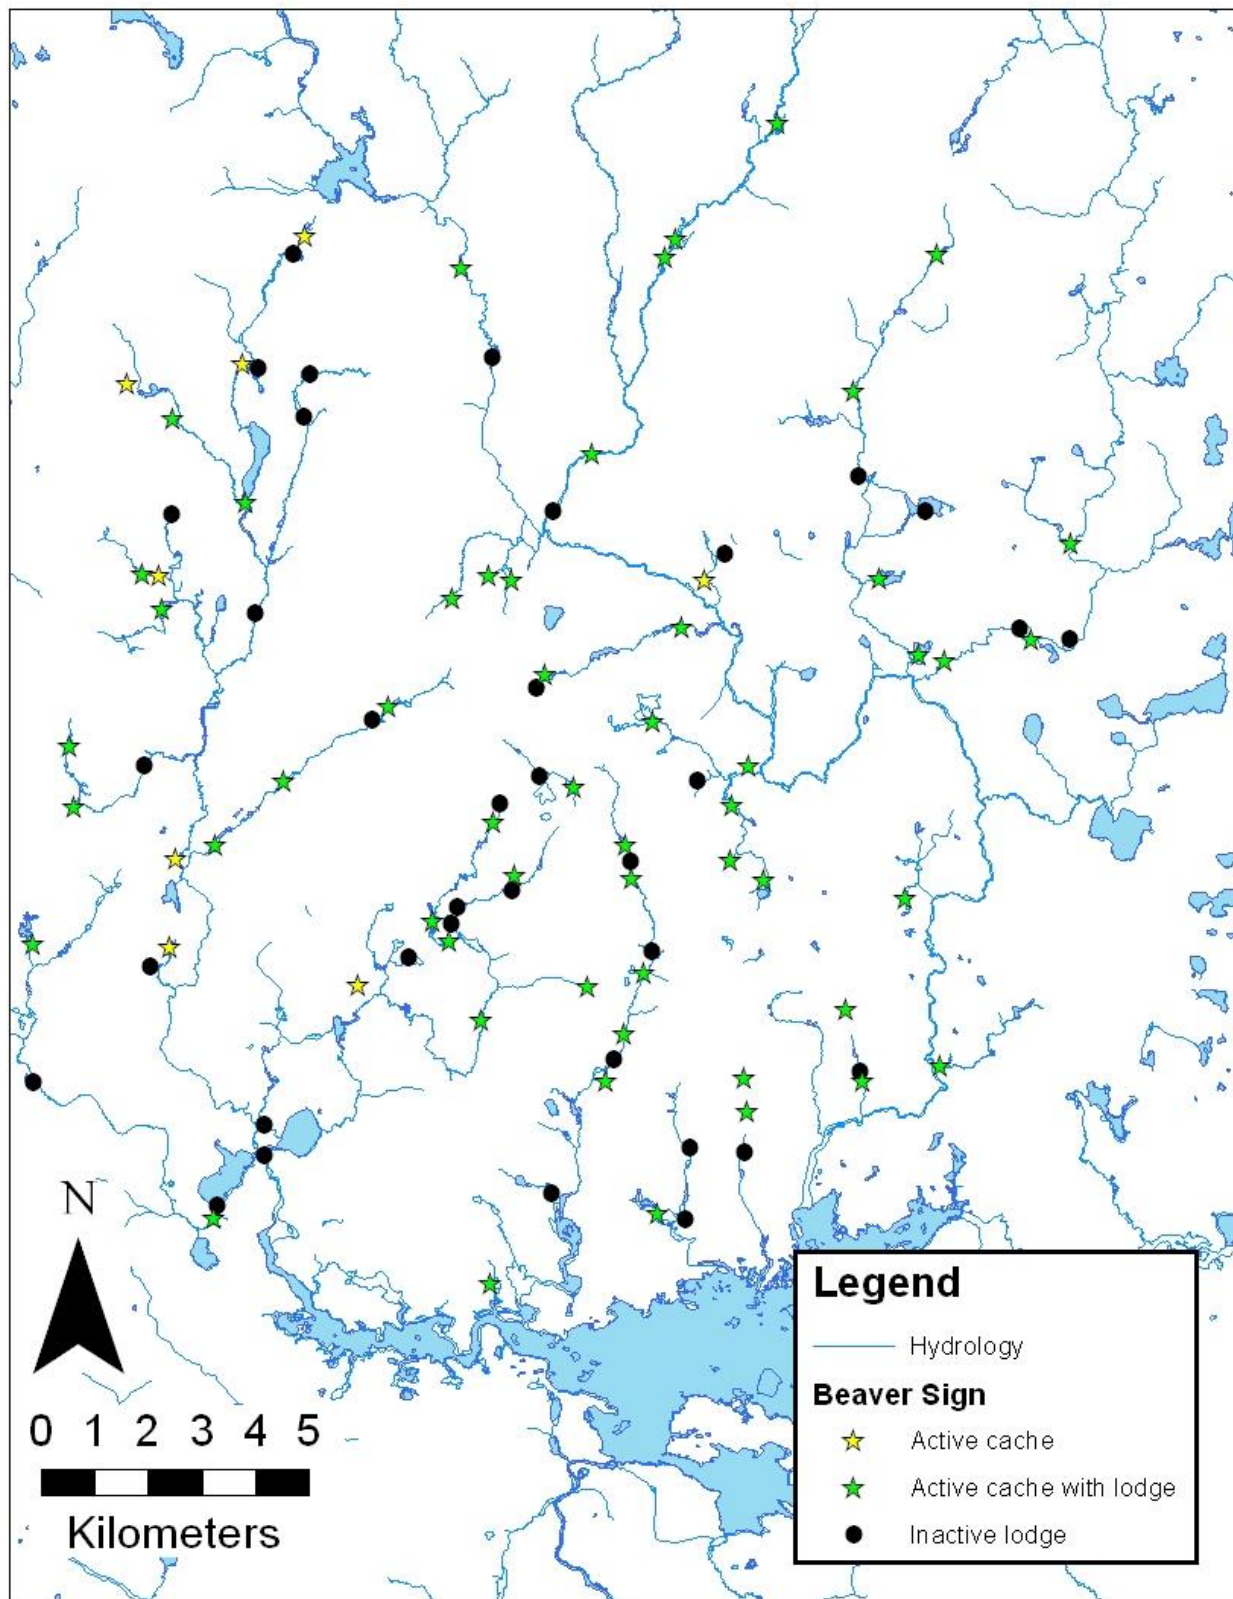 N
0 1 2 3 4 5
Kilometers
Legend
Hydrology
Beaver Sign
Active cache
Active cache with lodge
Inactive lodge